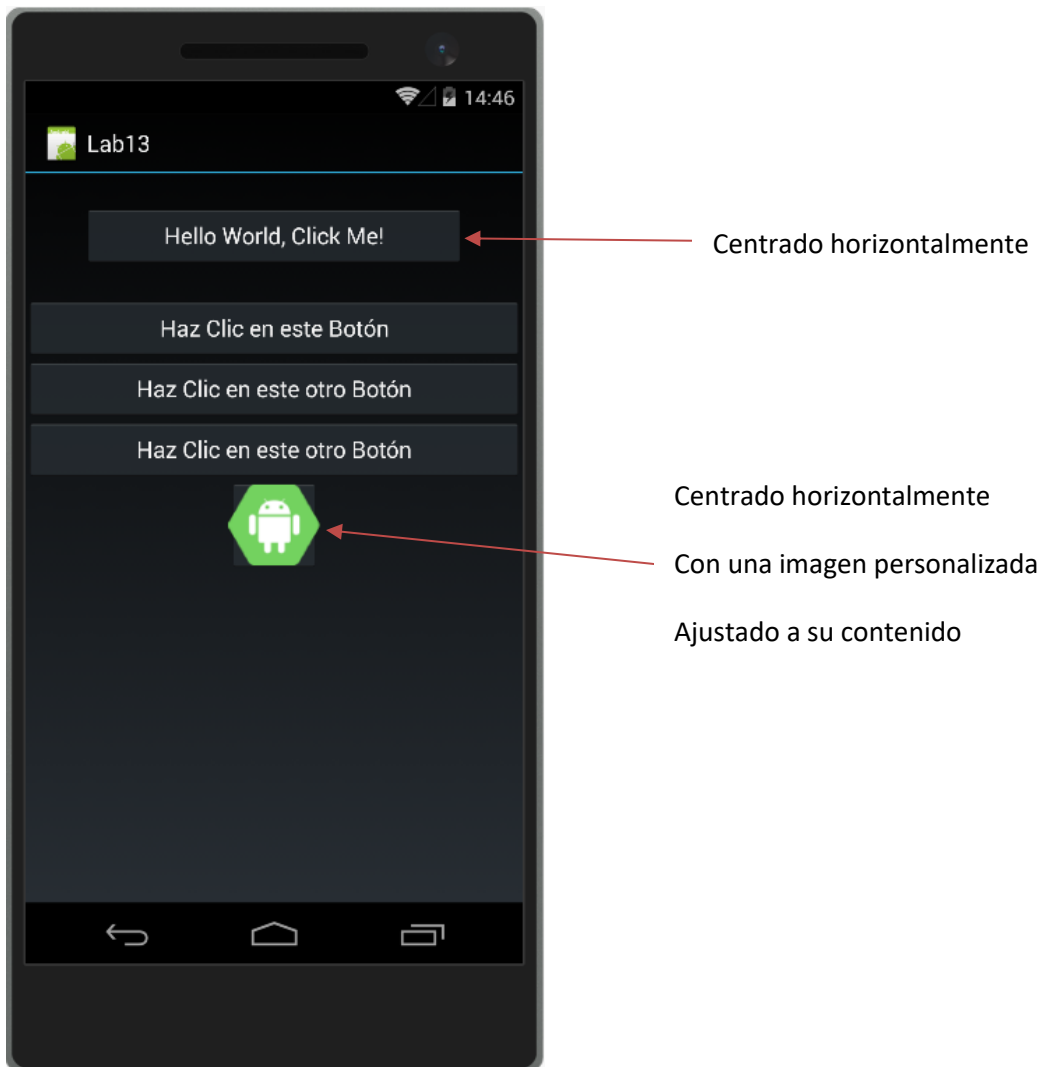 14:46
Lab13
Hello World, Click Me!
Centrado horizontalmente
Haz Clic en este Botón
Haz Clic en este otro Botón
Haz Clic en este otro Botón
Centrado horizontalmente
Con una imagen personalizada
Ajustado a su contenido